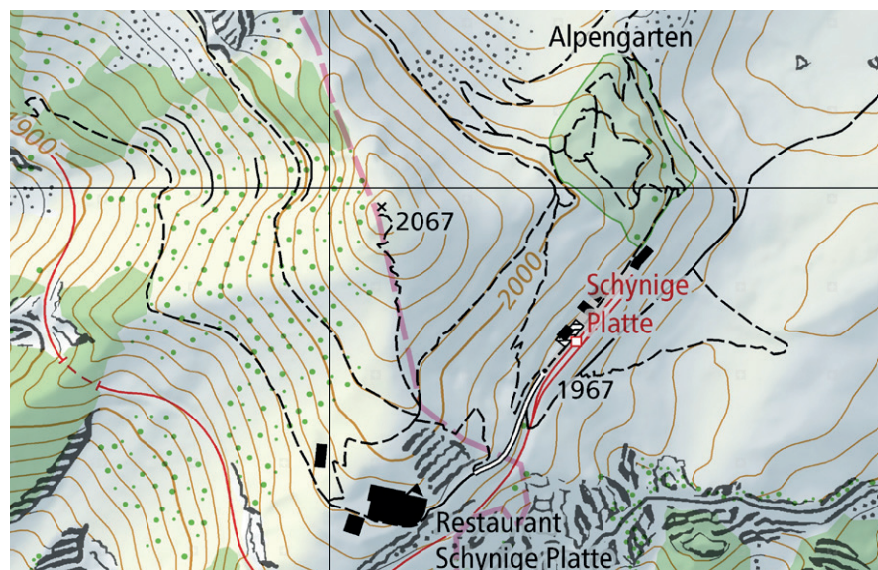 Alpengarten
1900
2067
2000
Schynige
Platte
1967
Restaurant
Schynige Platte